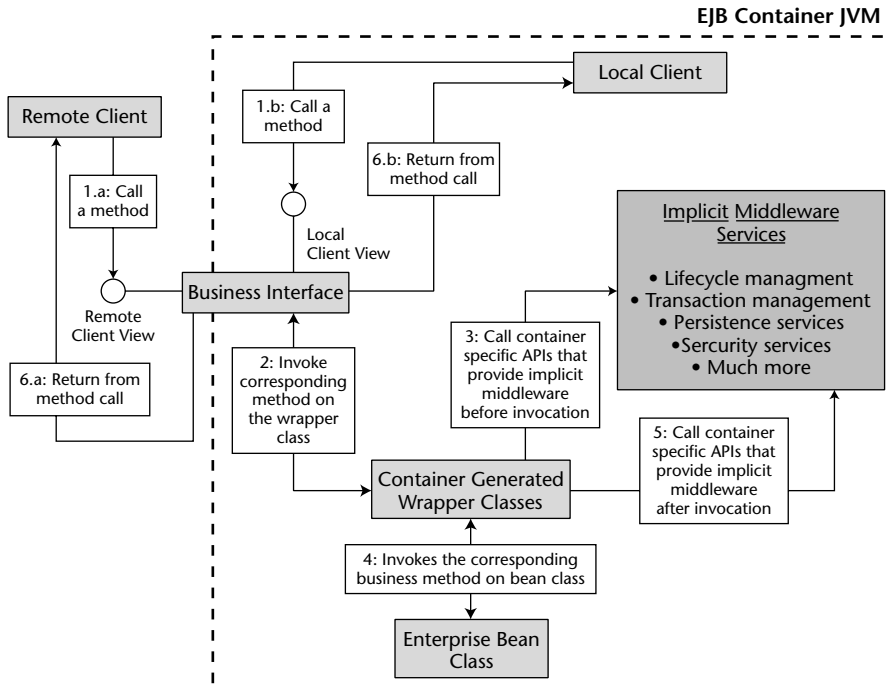 EJB Container JVM
Local Client
Remote Client
1.b: Call a
method
6.b: Return from
method call
1.a: Call
a method
Local
Client View
Implicit Middleware
Services
• Lifecycle managment
• Transaction management
• Persistence services
•Sercurity services
• Much more
Business Interface
Remote
Client View
6.a: Return from
method call
2: Invoke
corresponding
method on
the wrapper
class
3: Call container
specific APIs that
provide implicit
middleware
before invocation
5: Call container
specific APIs that
provide implicit
middleware
after invocation
Container Generated
Wrapper Classes
4: Invokes the corresponding
business method on bean class
Enterprise Bean
Class